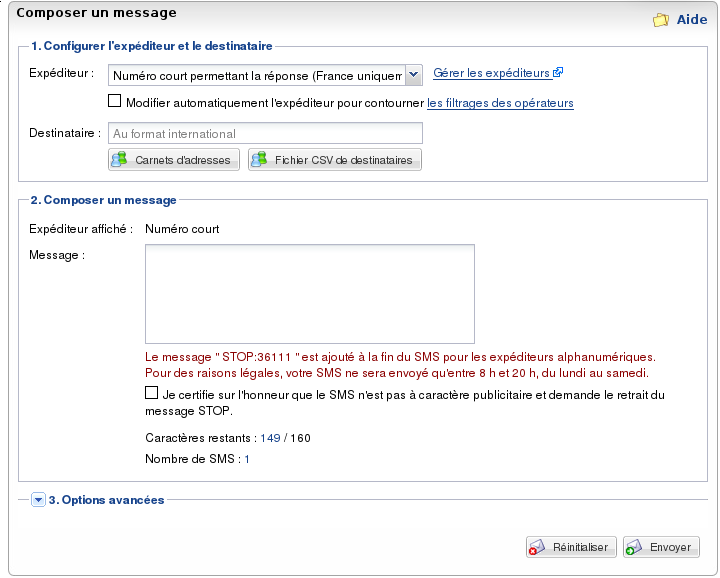 Composer un message
Aide
1. Configurer l'expéditeur et le destinataire
Expéditeur : Numéro court permettant la réponse (France uniquem Gérer les expéditeurs
Modifier automatiquement l'expéditeur pour contourner les filtrages des opérateurs
Destinataire : Au format international
Carnets d'adresses Fichier CSV de destinataires
2. Composer un message
Expéditeur affiché : Numéro court
Message :
Le message " STOP:36111 " est ajouté à la fin du SMS pour les expéditeurs alphanumériques.
Pour des raisons légales, votre SMS ne sera envoyé qu'entre 8 h et 20 h, du lundi au samedi.
Je certifie sur l'honneur que le SMS n'est pas à caractère publicitaire et demande le retrait du
message STOP.
Caractères restants : 149 / 160
Nombre de SMS : 1
3. Options avancées
Réinitialiser Envoyer